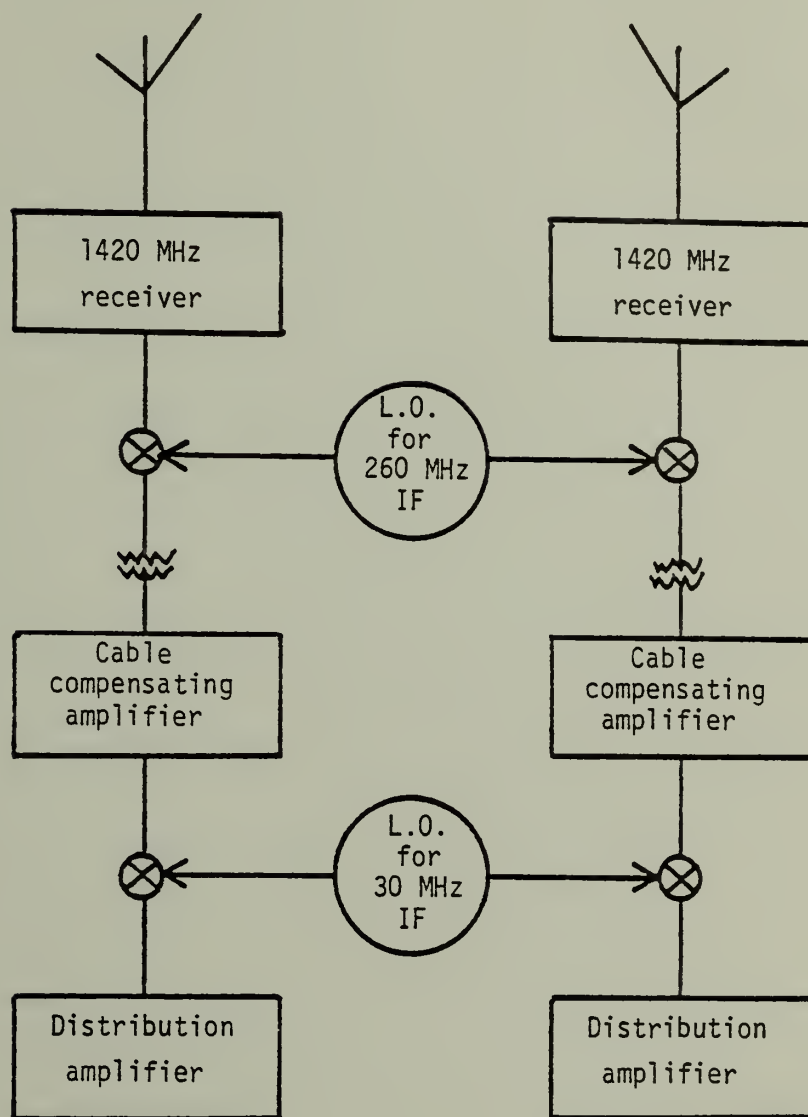 1420 MHz
receiver
1420 MHz
receiver
L.O.
for
260 MHz
IF
Cable
compensating
amplifier
Cable
compensating
amplifier
L.O.
for
30 MHz
IF
Distribution
amplifier
Distribution
amplifier